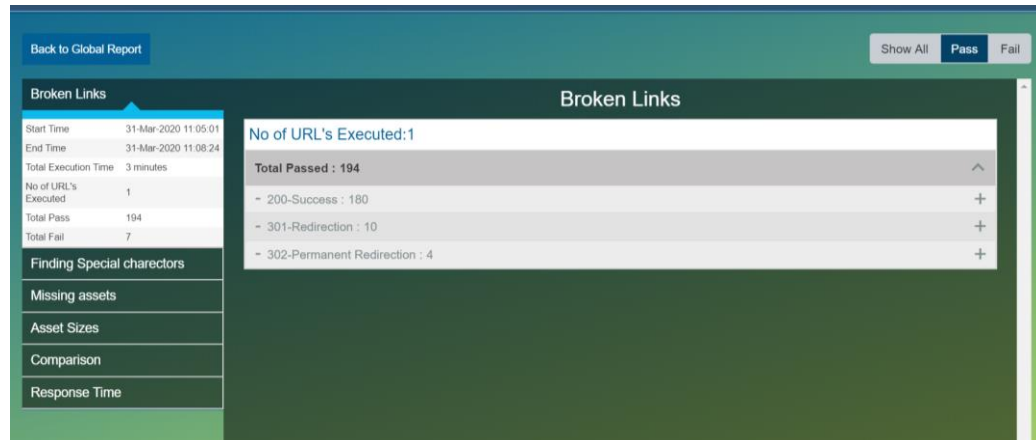 Back to Global Report
Show All Pass Fail
Broken Links
Start Time 31-Mar-2020 11:05:01
End Time 31-Mar-2020 11:08:24
Total Execution Time 3 minutes
No of URL's
Executed 1
Total Pass 194
Total Fail 7
Finding Special charectors
Missing assets
Asset Sizes
Comparison
Response Time
Broken Links
No of URL's Executed:1
Total Passed : 194
- 200-Success : 180 +
- 301-Redirection : 10 +
- 302-Permanent Redirection : 4 +